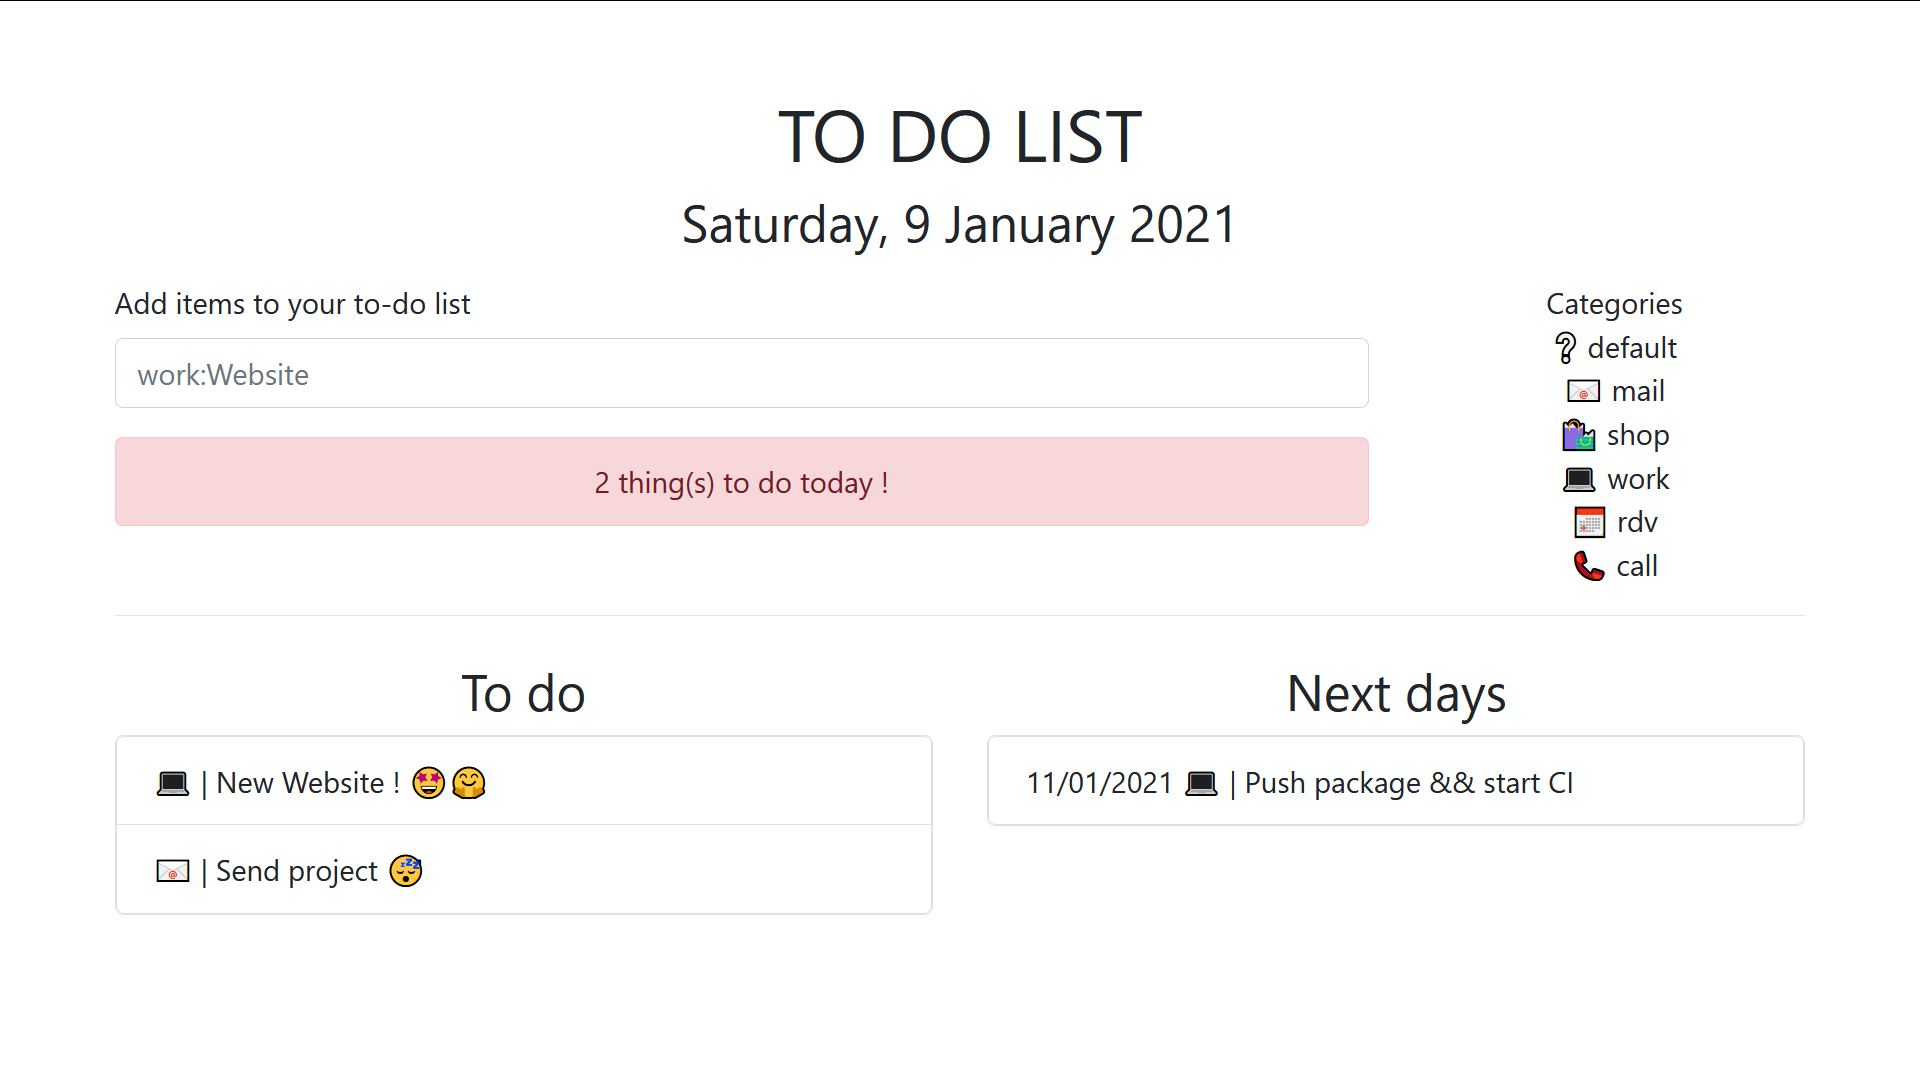 TO DO LIST
Saturday, 9 January 2021
Add items to your to-do list
work:Website
2 thing(s) to do today !
Categories
❔ default
📧 mail
🛍️ shop
💻 work
📅 rdv
📞 call
To do
💻 | New Website ! 🤩🤗
📧 | Send project 😴
Next days
11/01/2021 💻 | Push package && start CI